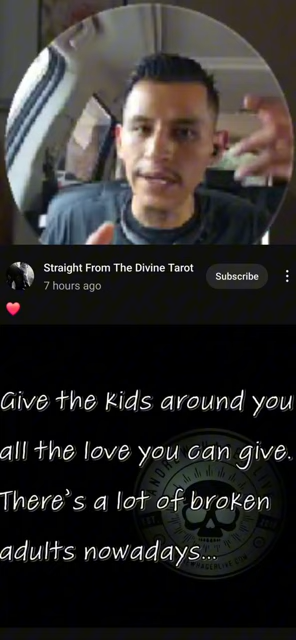 Straight From The Divine Tarot
Subscribe
7 hours ago
Give the kids around you
all the love you can give.
There's a lot of broken
adults nowadays...